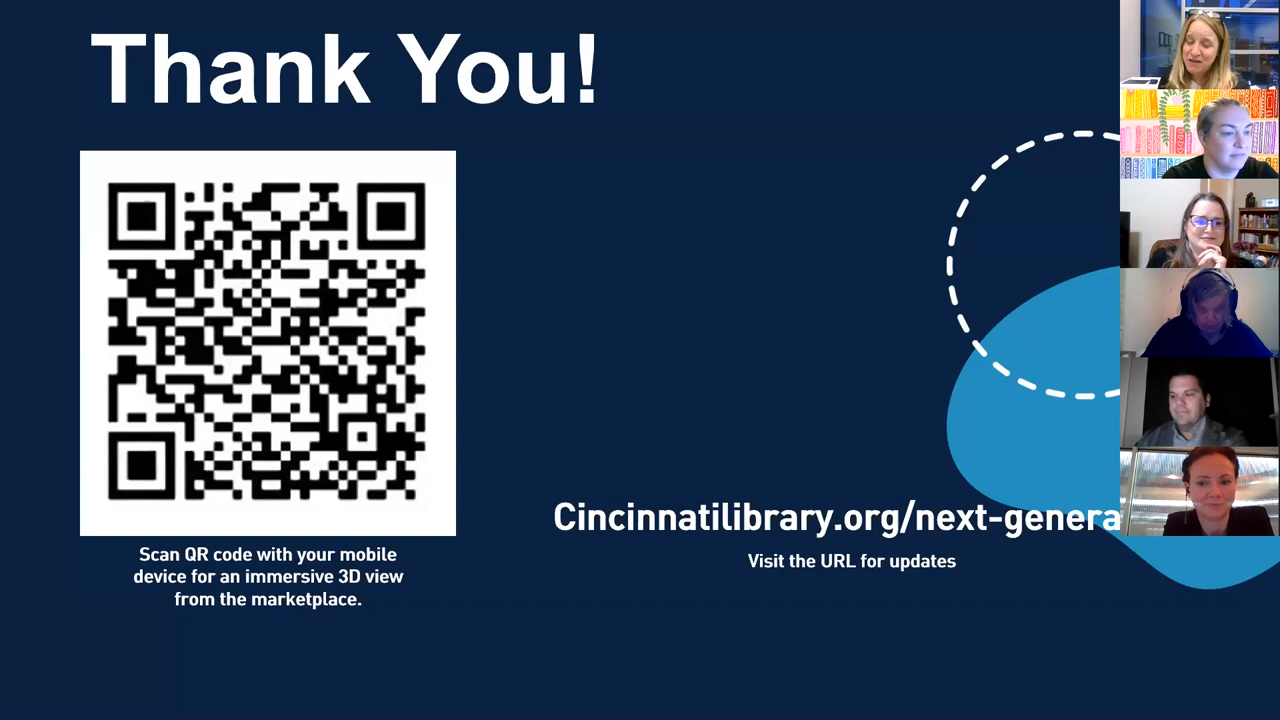 Thank You!
Scan QR code with your mobile
device for an immersive 3D view
from the marketplace.
Cincinnatilibrary.org/next-genera
Visit the URL for updates